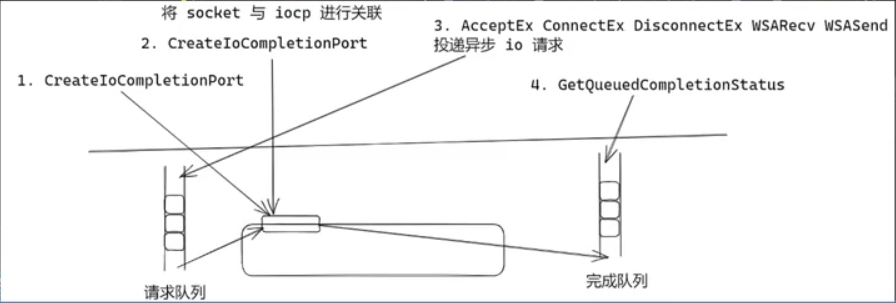 将 socket 与 iocp 进行关联
2. CreateIoCompletionPort
3. AcceptEx ConnectEx DisconnectEx WSARecv WSASend
投递异步 io 请求
1. CreateIoCompletionPort
4. GetQueuedCompletionStatus
请求队列
完成队列